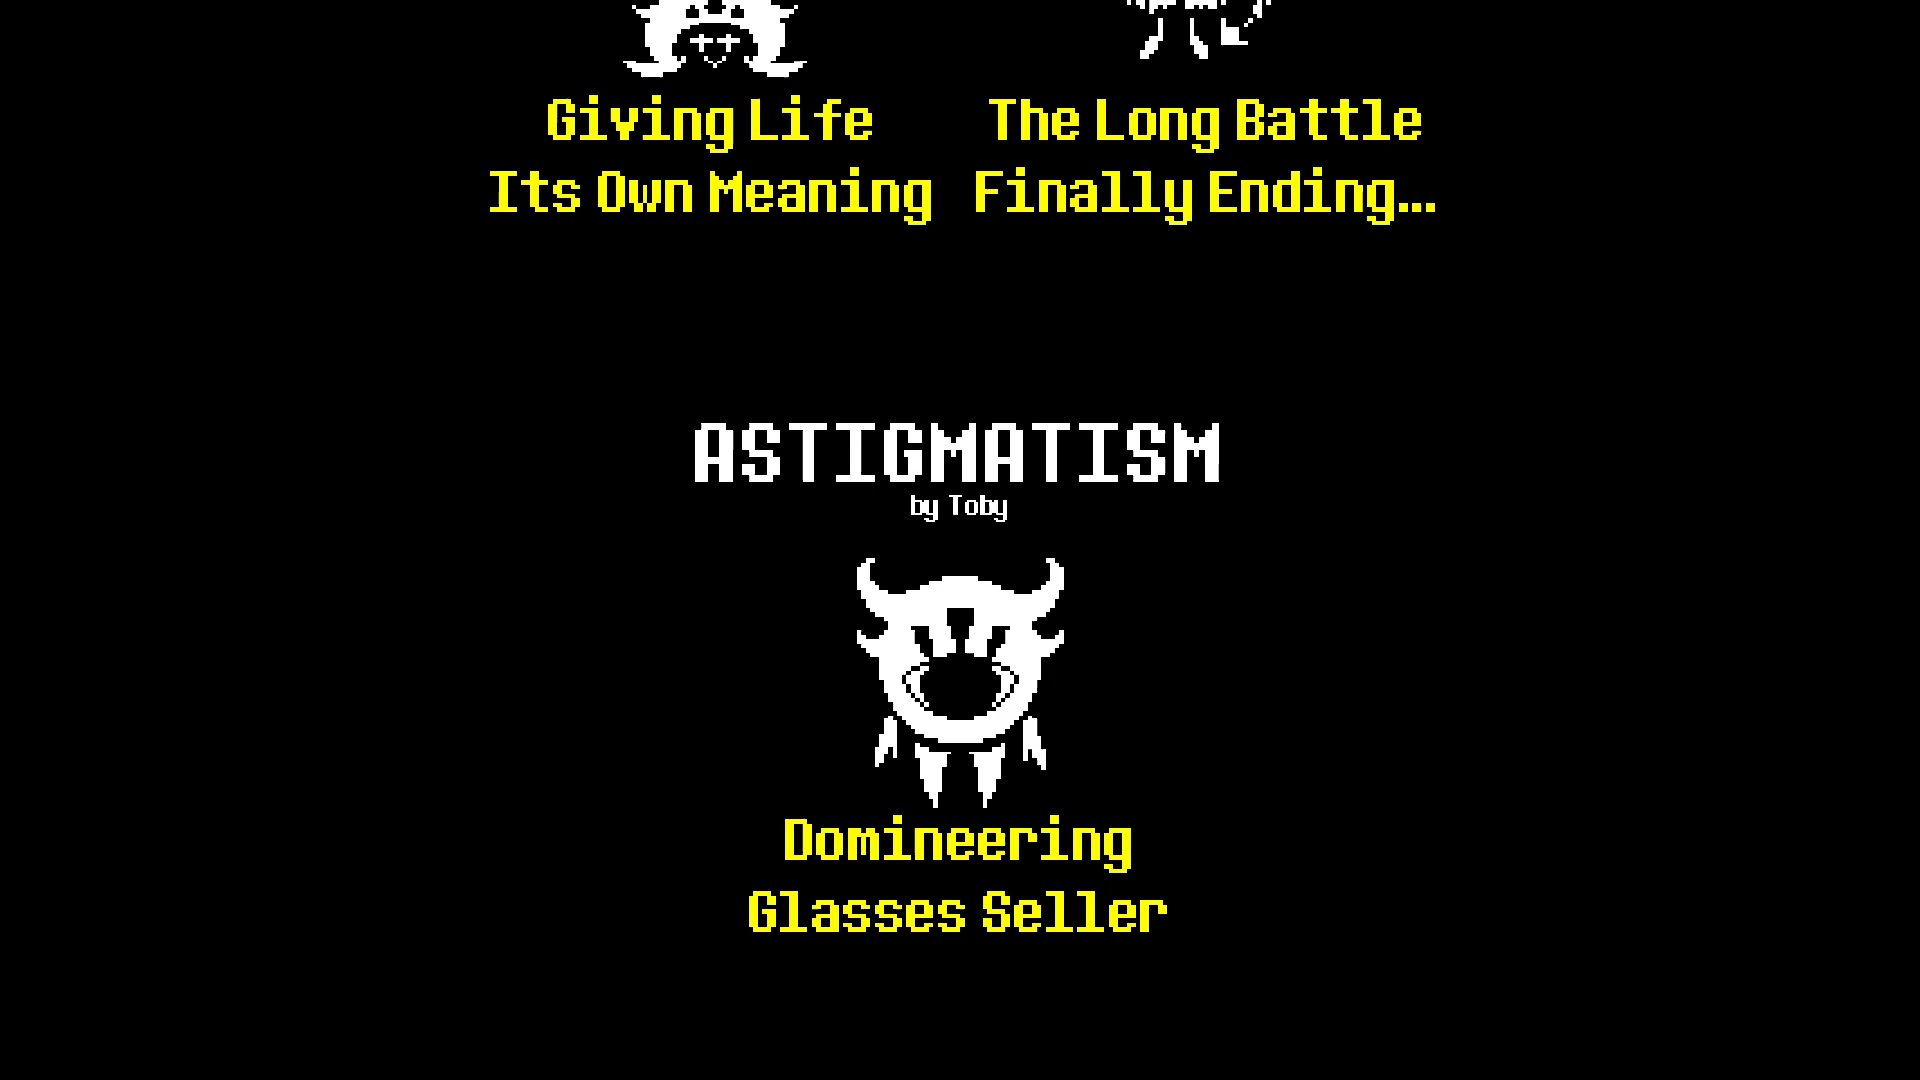 Giving Life
Its Own Meaning
The Long Battle
Finally Ending...
ASTIGMATISM
by Toby
Domineering
Glasses Seller